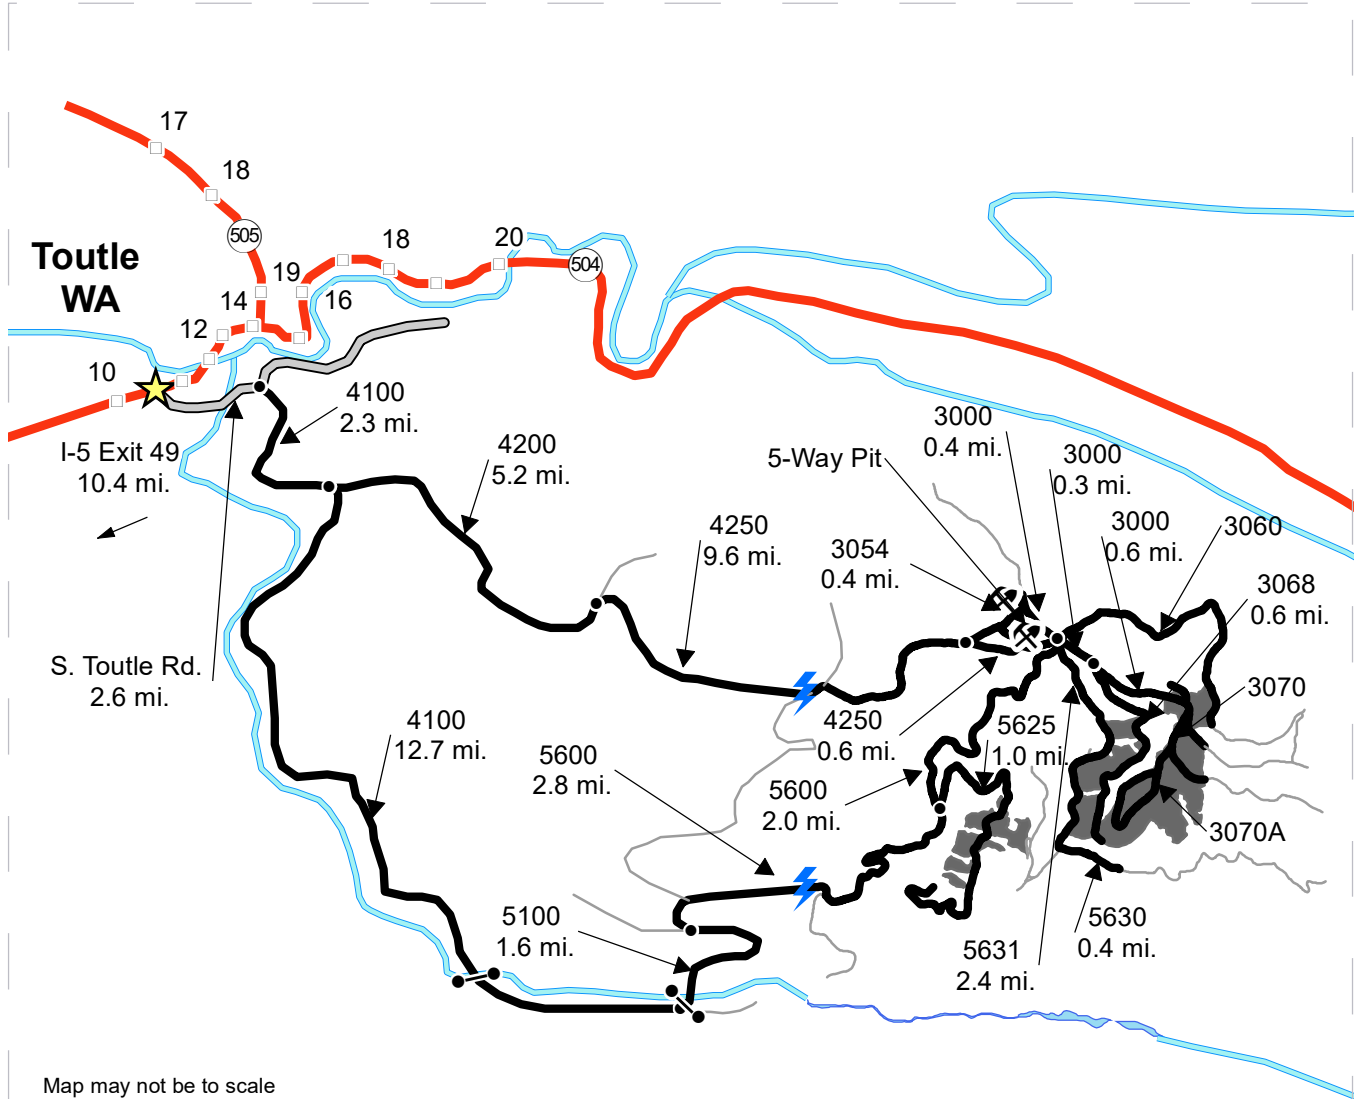 17
18
505
Toutle
WA
18
20
504
19
16
14
12
10
4100
2.3 mi.
I-5 Exit 49
10.4 mi.
4200
5.2 mi.
5-Way Pit
3000
0.4 mi.
3000
0.3 mi.
3000
0.6 mi.
3060
4250
9.6 mi.
3054
0.4 mi.
3068
0.6 mi.
S. Toutle Rd.
2.6 mi.
3070
4100
12.7 mi.
4250
0.6 mi.
5625
1.0 mi.
5600
2.8 mi.
5600
2.0 mi.
3070A
5100
1.6 mi.
5631
2.4 mi.
5630
0.4 mi.
Map may not be to scale